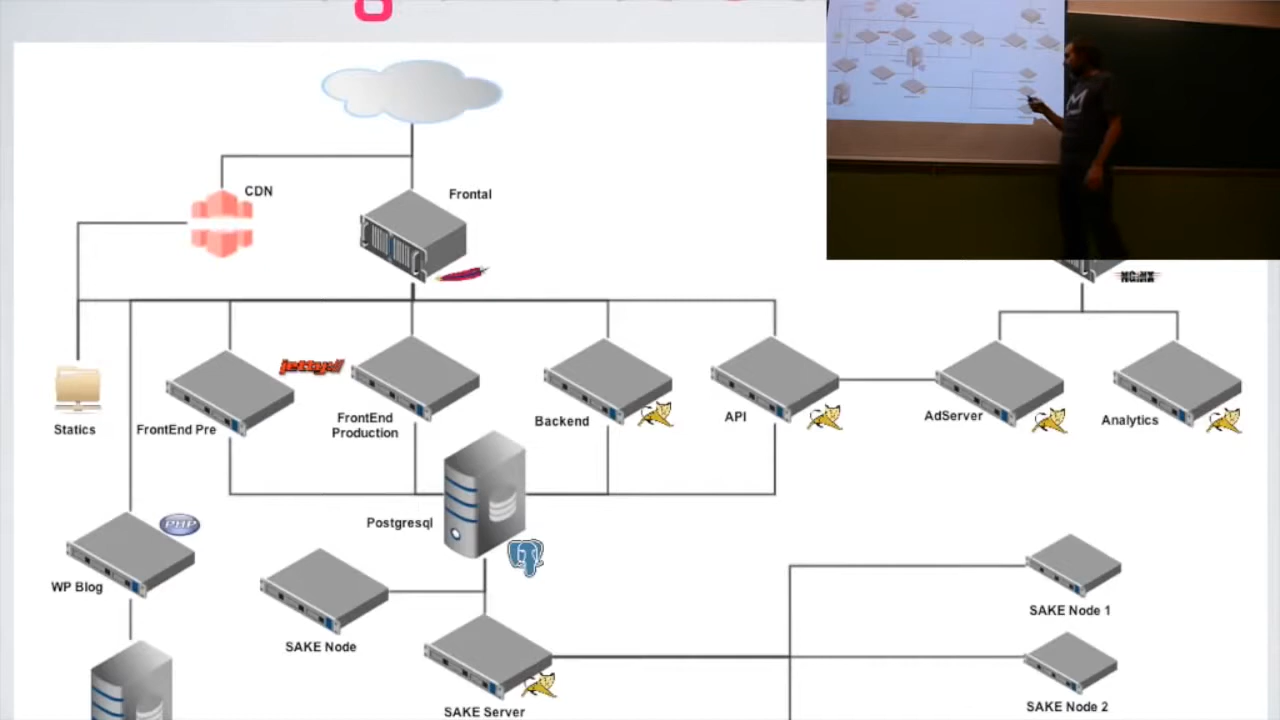 CDN
Frontal
NGiNX
jetty://
Statics
FrontEnd Pre
FrontEnd
Production
Backend
API
AdServer
Analytics
Postgresql
PHP
WP Blog
SAKE Node
SAKE Server
SAKE Node 1
SAKE Node 2